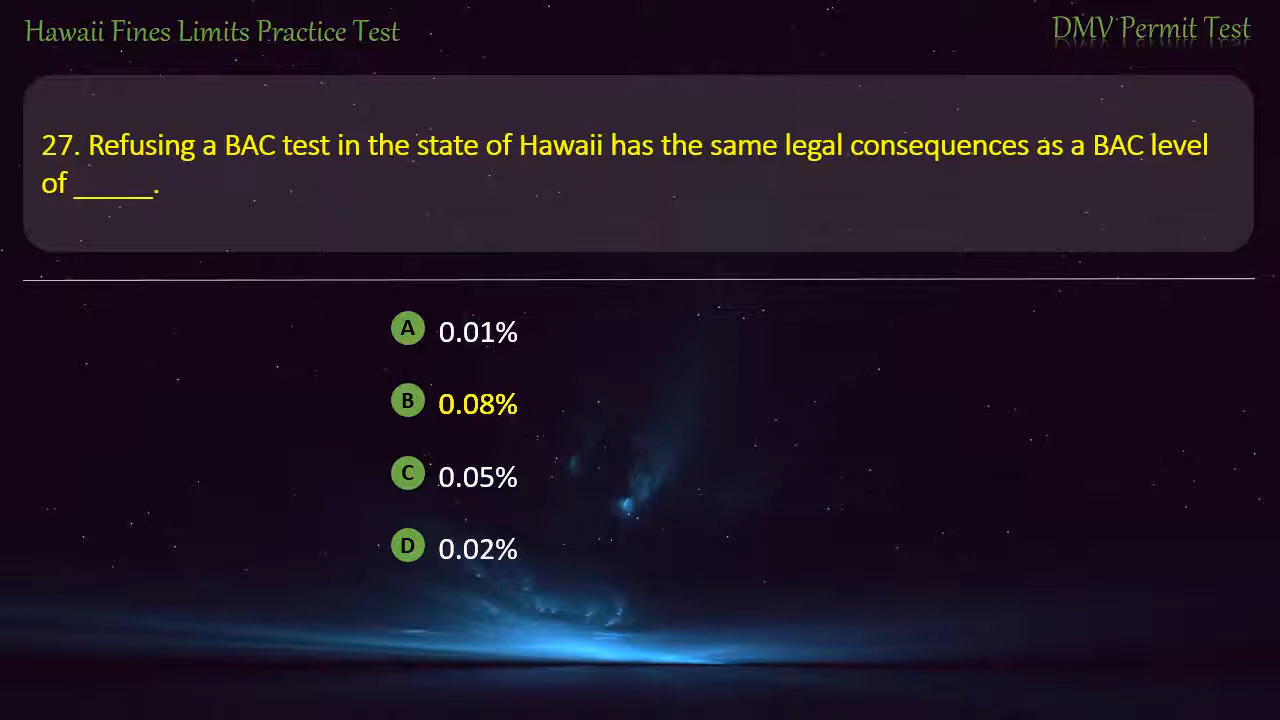 Hawaii Fines Limits Practice Test
DMV Permit Test
27. Refusing a BAC test in the state of Hawaii has the same legal consequences as a BAC level
of _____.
A 0.01%
B 0.08%
C 0.05%
D 0.02%